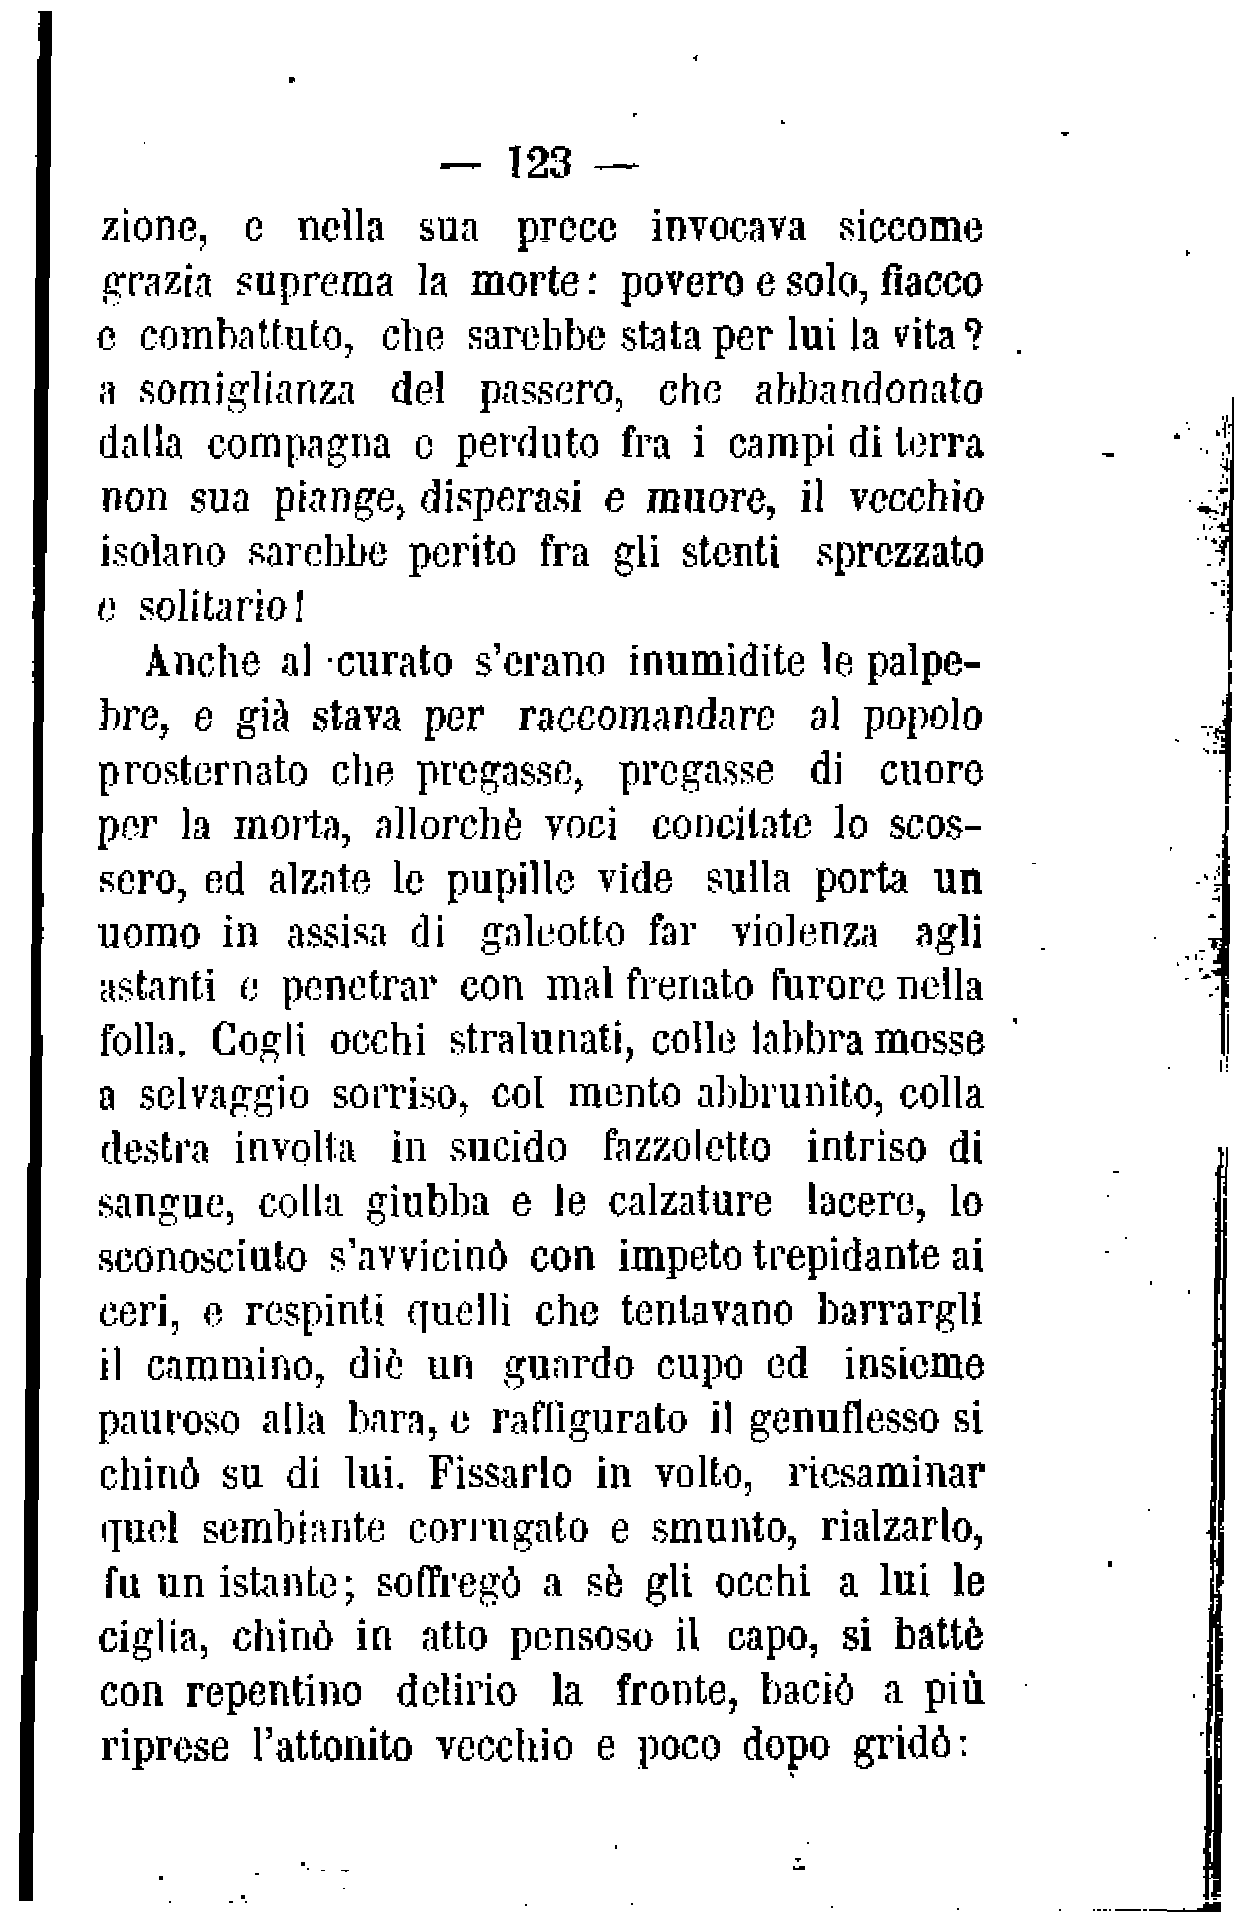 — 123 —
zione, e nella sua prece invocava siccome
grazia suprema la morte: povero e solo, fiacco
e combattuto, che sarebbe stata per lui la vita?
a somiglianza del passero, che abbandonato
dalla compagna e perduto fra i campi di terra
non sua piange, disperasi e muore, il vecchio
isolano sarebbe perito fra gli stenti sprezzato
e solitario!
Anche al curato s'erano inumidite le palpe-
bre, e già stava per raccomandare al popolo
prosternato che pregasse, pregasse di cuore
per la morta, allorchè voci concitate lo scos-
sero, ed alzate le pupille vide sulla porta un
uomo in assisa di galeotto far violenza agli
astanti e penetrar con mal frenato furore nella
folla. Cogli occhi stralunati, colle labbra mosse
a selvaggio sorriso, col mento abbrunito, colla
destra involta in sucido fazzoletto intriso di
sangue, colla giubba e le calzature lacere, lo
sconosciuto s'avvicinò con impeto trepidante ai
ceri, e respinti quelli che tentavano barrargli
il cammino, diè un guardo cupo ed insieme
pauroso alla bara, e raffigurato il genuflesso si
chinò su di lui. Fissarlo in volto, riesaminar
quel sembiante corrugato e smunto, rialzarlo,
fu un istante; soffregò a sè gli occhi a lui le
ciglia, chinò in atto pensoso il capo, si battè
con repentino delirio la fronte, baciò a più
riprese l'attonito vecchio e poco dopo gridò: